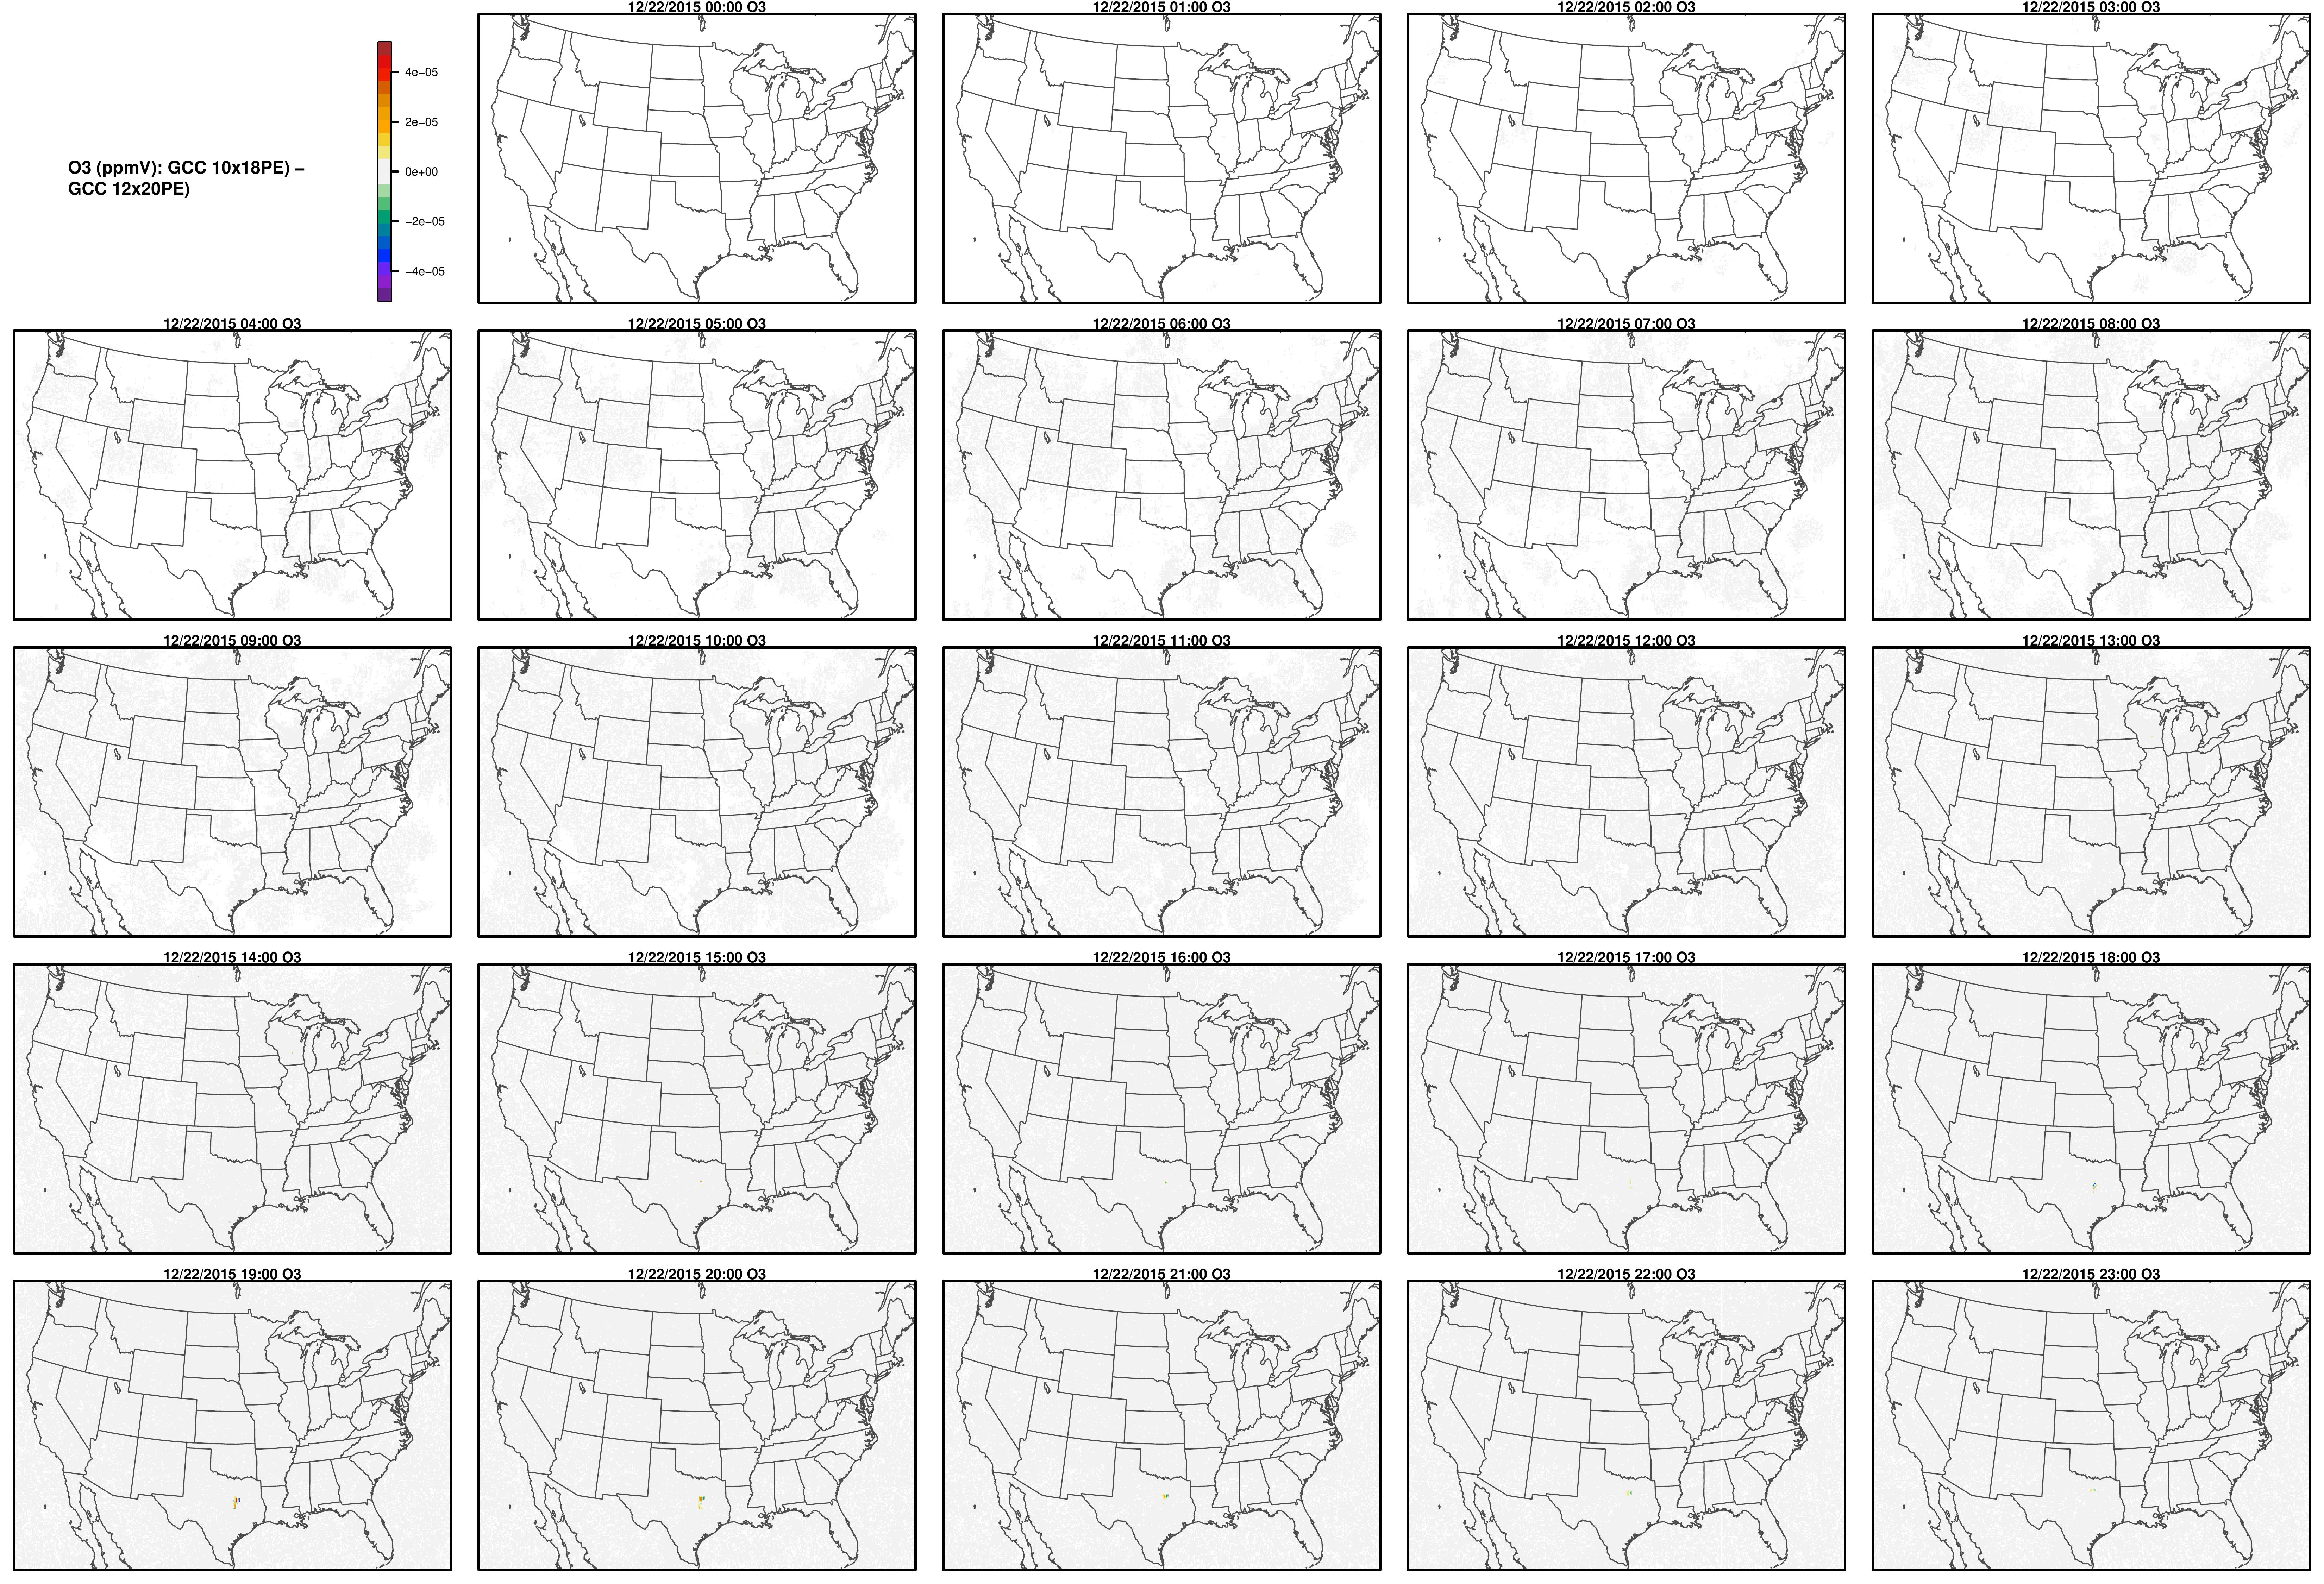 12/22/2015 00:00 O3
12/22/2015 01:00 O3
12/22/2015 02:00 O3
12/22/2015 03:00 O3
4e−05
2e−05
0e+00
−2e−05
−4e−05
O3 (ppmV): GCC 10x18PE) −
GCC 12x20PE)
12/22/2015 04:00 O3
12/22/2015 05:00 O3
12/22/2015 06:00 O3
12/22/2015 07:00 O3
12/22/2015 08:00 O3
12/22/2015 09:00 O3
12/22/2015 10:00 O3
12/22/2015 11:00 O3
12/22/2015 12:00 O3
12/22/2015 13:00 O3
12/22/2015 14:00 O3
12/22/2015 15:00 O3
12/22/2015 16:00 O3
12/22/2015 17:00 O3
12/22/2015 18:00 O3
12/22/2015 19:00 O3
12/22/2015 20:00 O3
12/22/2015 21:00 O3
12/22/2015 22:00 O3
12/22/2015 23:00 O3